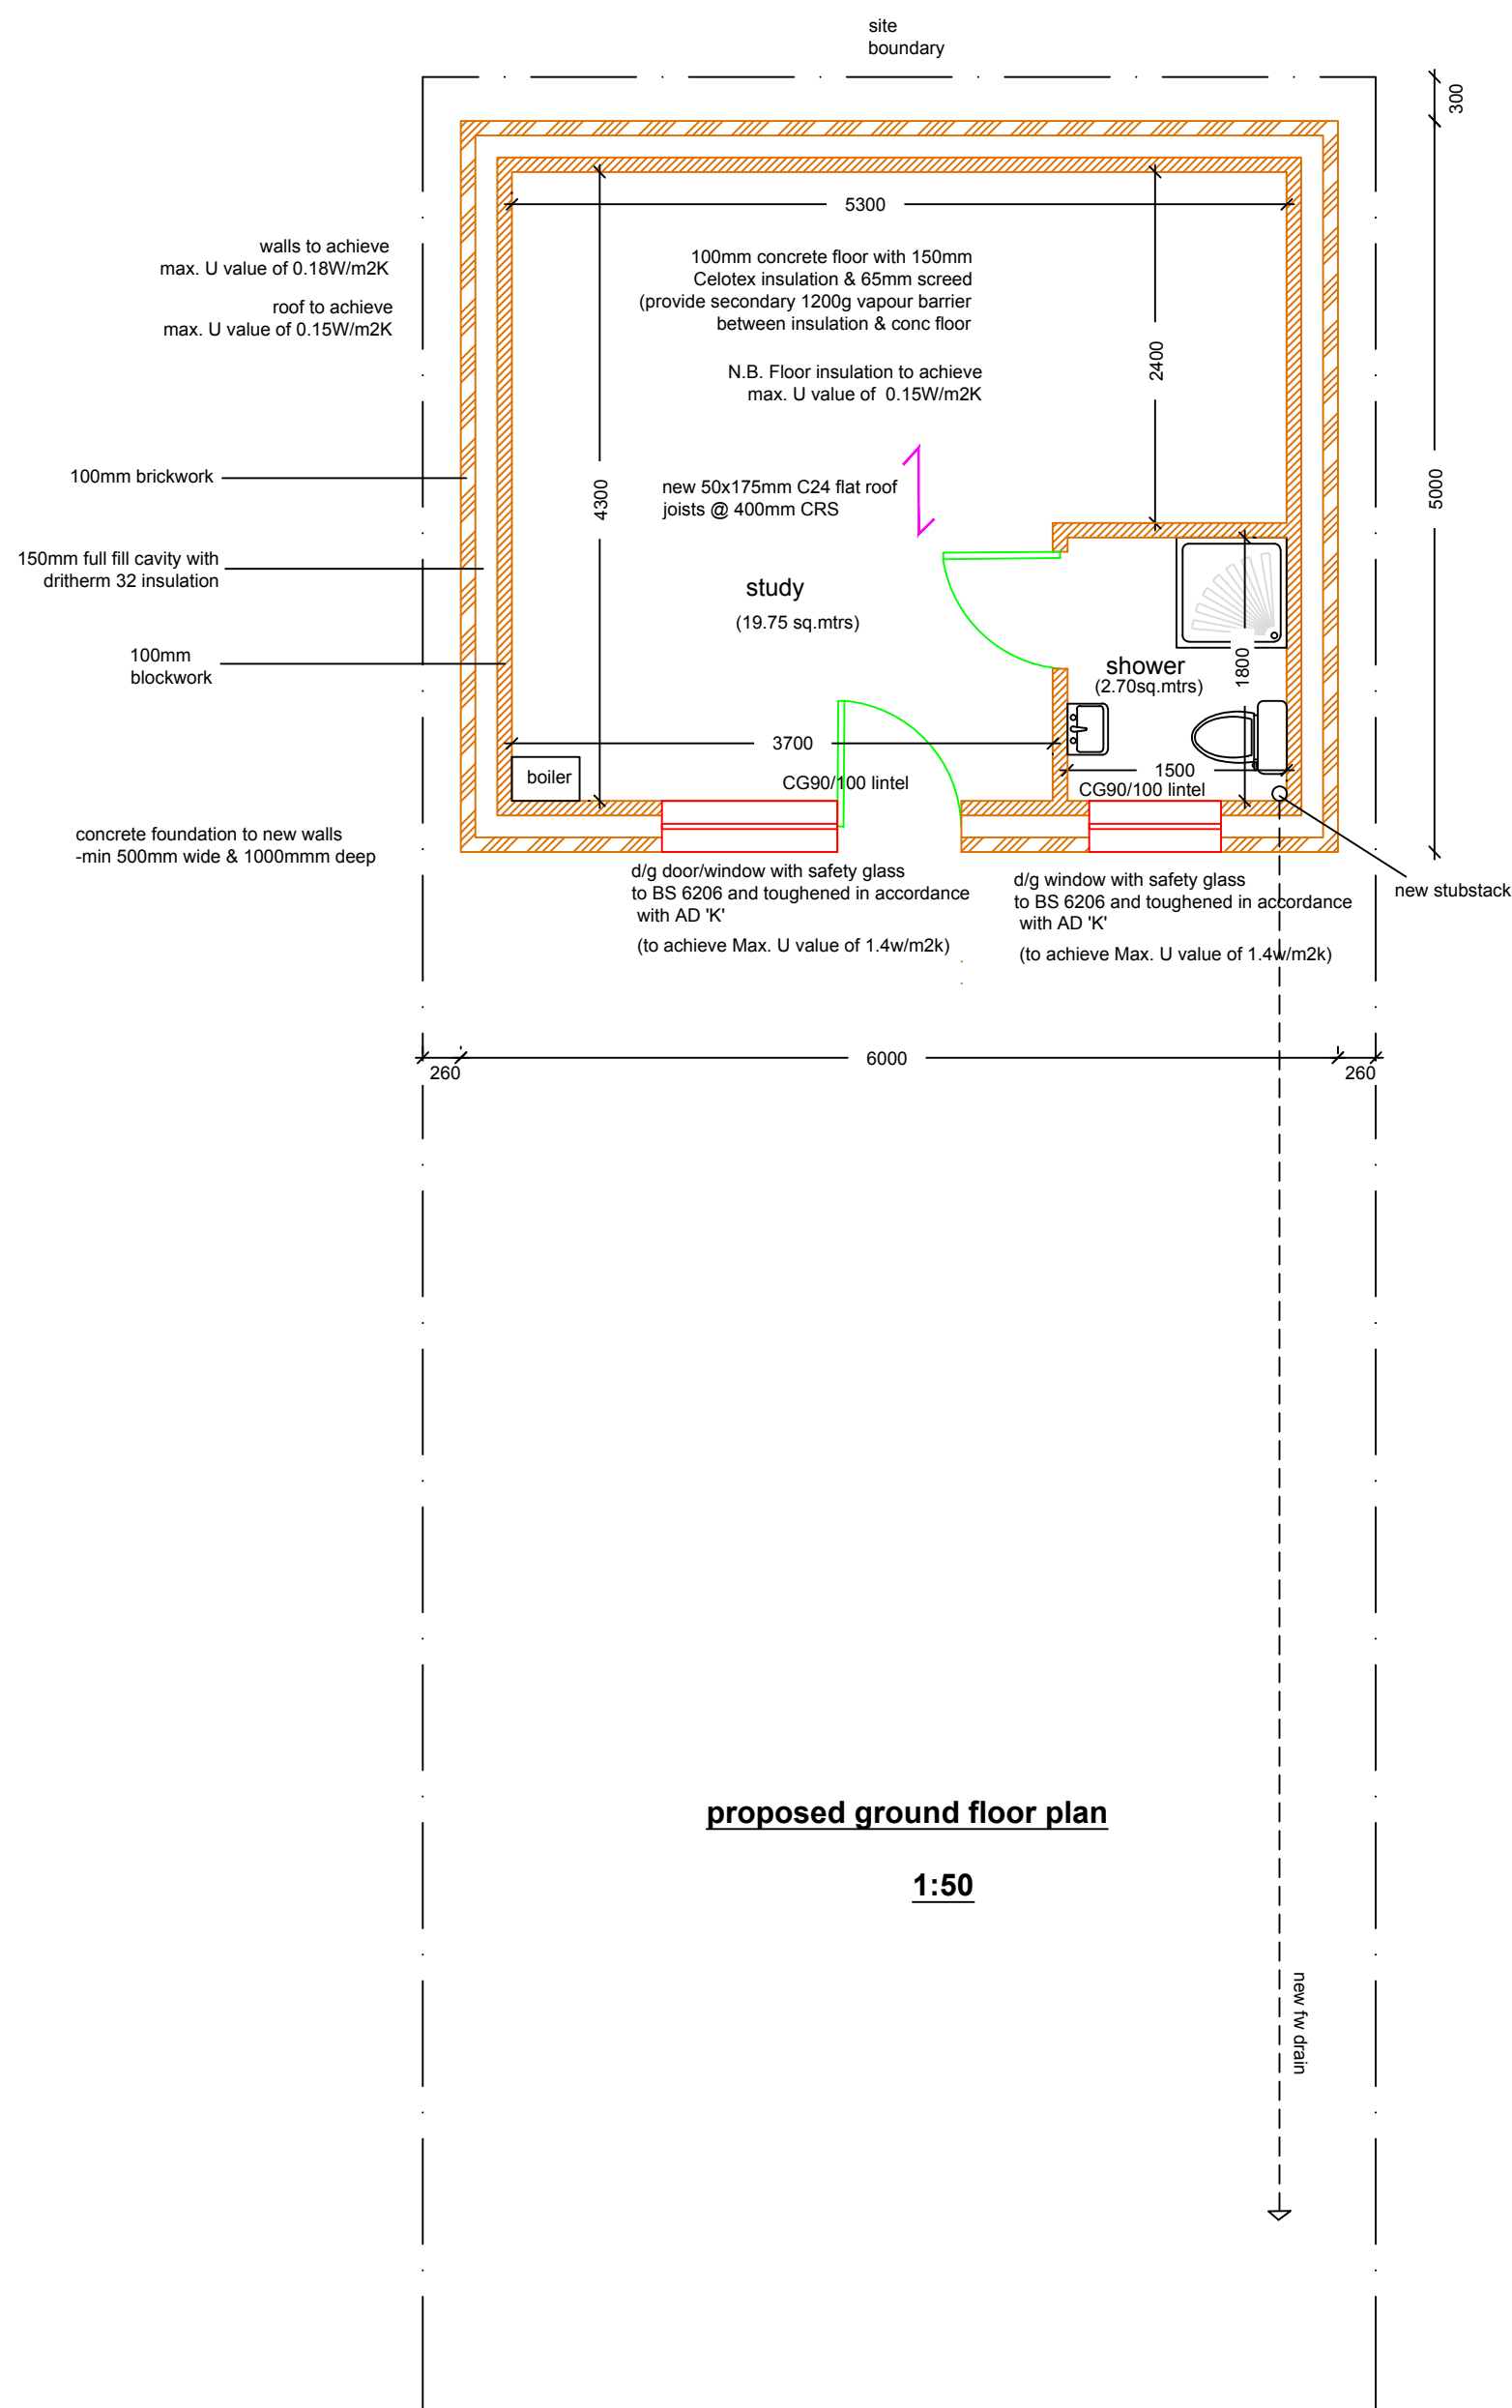 site
boundary
300
5300
walls to achieve
max. U value of 0.18W/m2K
roof to achieve
max. U value of 0.15W/m2K
100mm concrete floor with 150mm
Celotex insulation & 65mm screed
(provide secondary 1200g vapour barrier
between insulation & conc floor
N.B. Floor insulation to achieve
max. U value of  0.15W/m2K
2400
100mm brickwork
4300
new 50x175mm C24 flat roof
joists @ 400mm CRS
5000
150mm full fill cavity with
dritherm 32 insulation
study
(19.75 sq.mtrs)
100mm
blockwork
shower
(2.70sq.mtrs)
1800
3700
boiler
CG90/100 lintel
1500
CG90/100 lintel
concrete foundation to new walls
-min 500mm wide & 1000mmm deep
d/g door/window with safety glass
to BS 6206 and toughened in accordance
with AD 'K'
(to achieve Max. U value of 1.4w/m2k)
d/g window with safety glass
to BS 6206 and toughened in accordance
with AD 'K'
(to achieve Max. U value of 1.4w/m2k)
new stubstack
260
6000
260
proposed ground floor plan
1:50
new fw drain